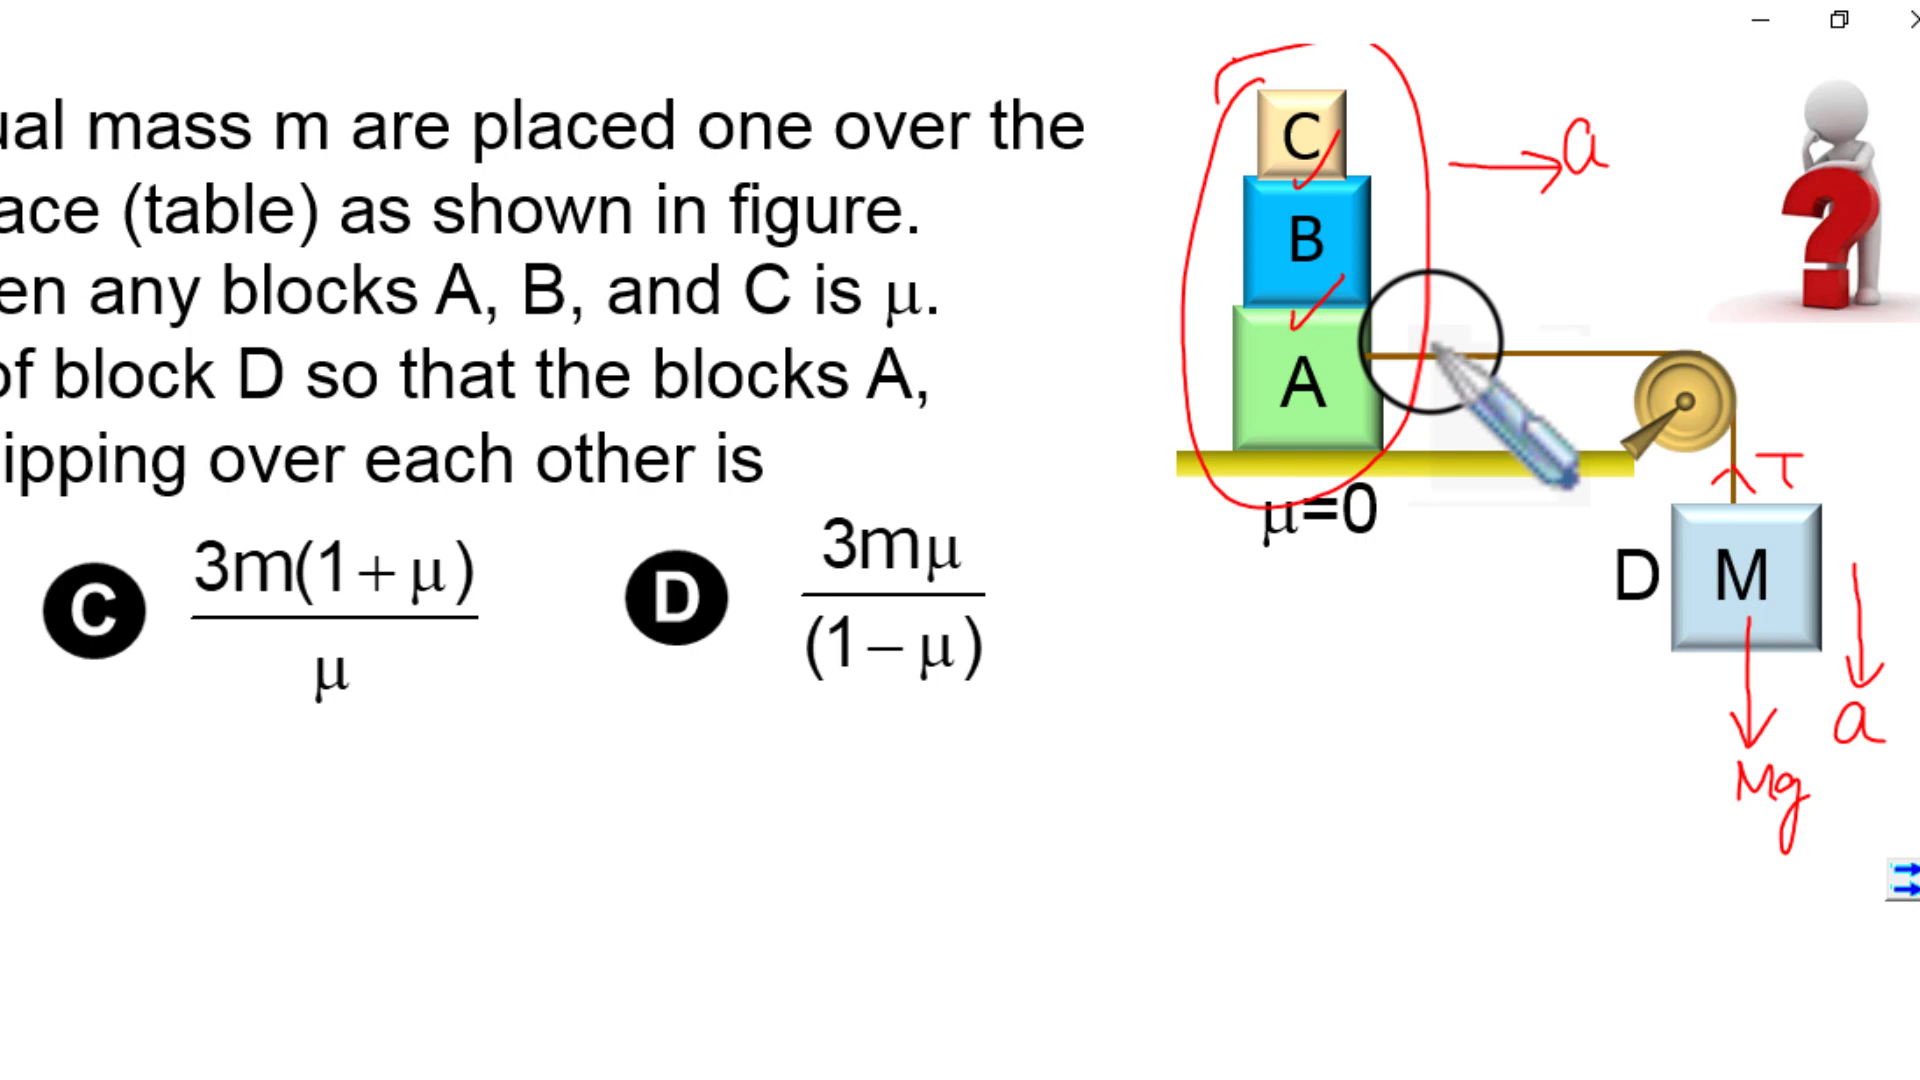 ual mass m are placed one over the
ace (table) as shown in figure.
en any blocks A, B, and C is μ.
of block D so that the blocks A,
ipping over each other is
C 3m(1+μ)
μ
D 3mμ
(1–μ)
C
B
A
μ=0
D M
a
T
a
Mg